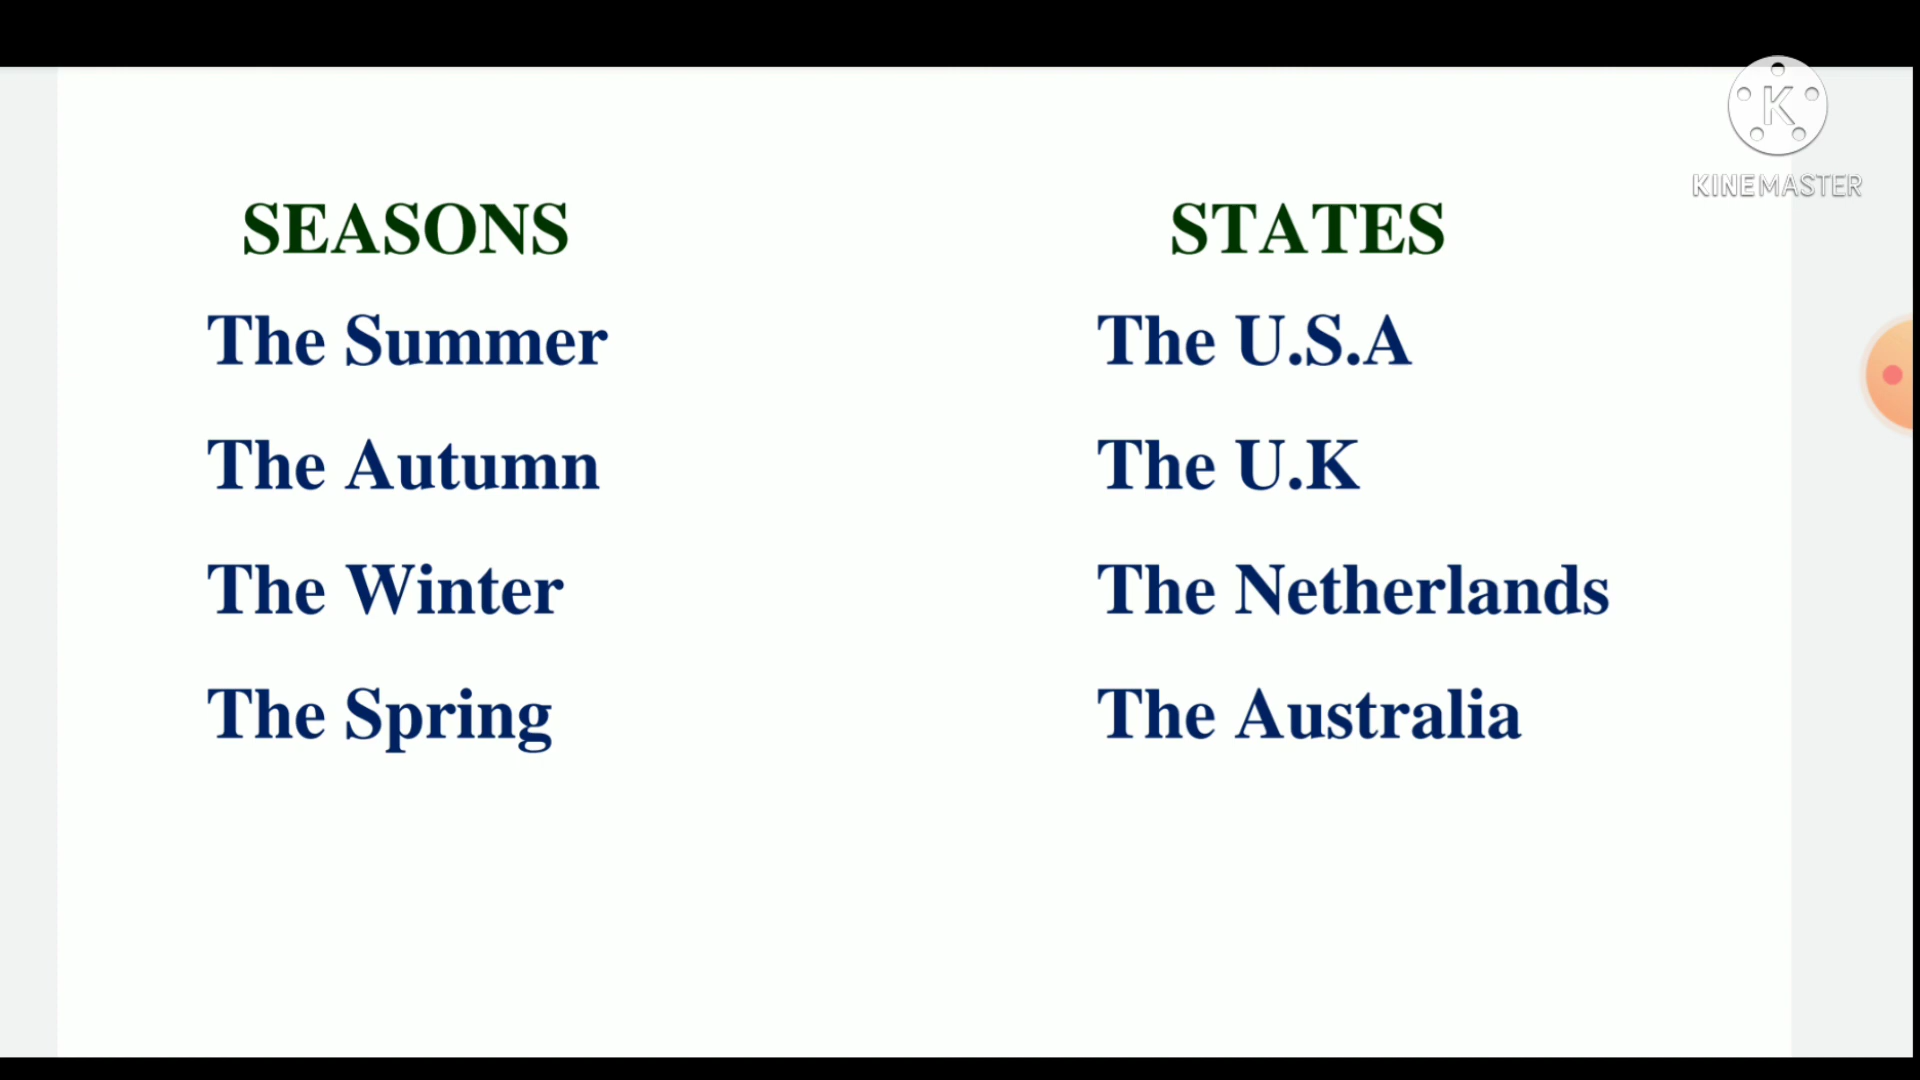 KINEMASTER
SEASONS
The Summer
The Autumn
The Winter
The Spring
STATES
The U.S.A
The U.K
The Netherlands
The Australia